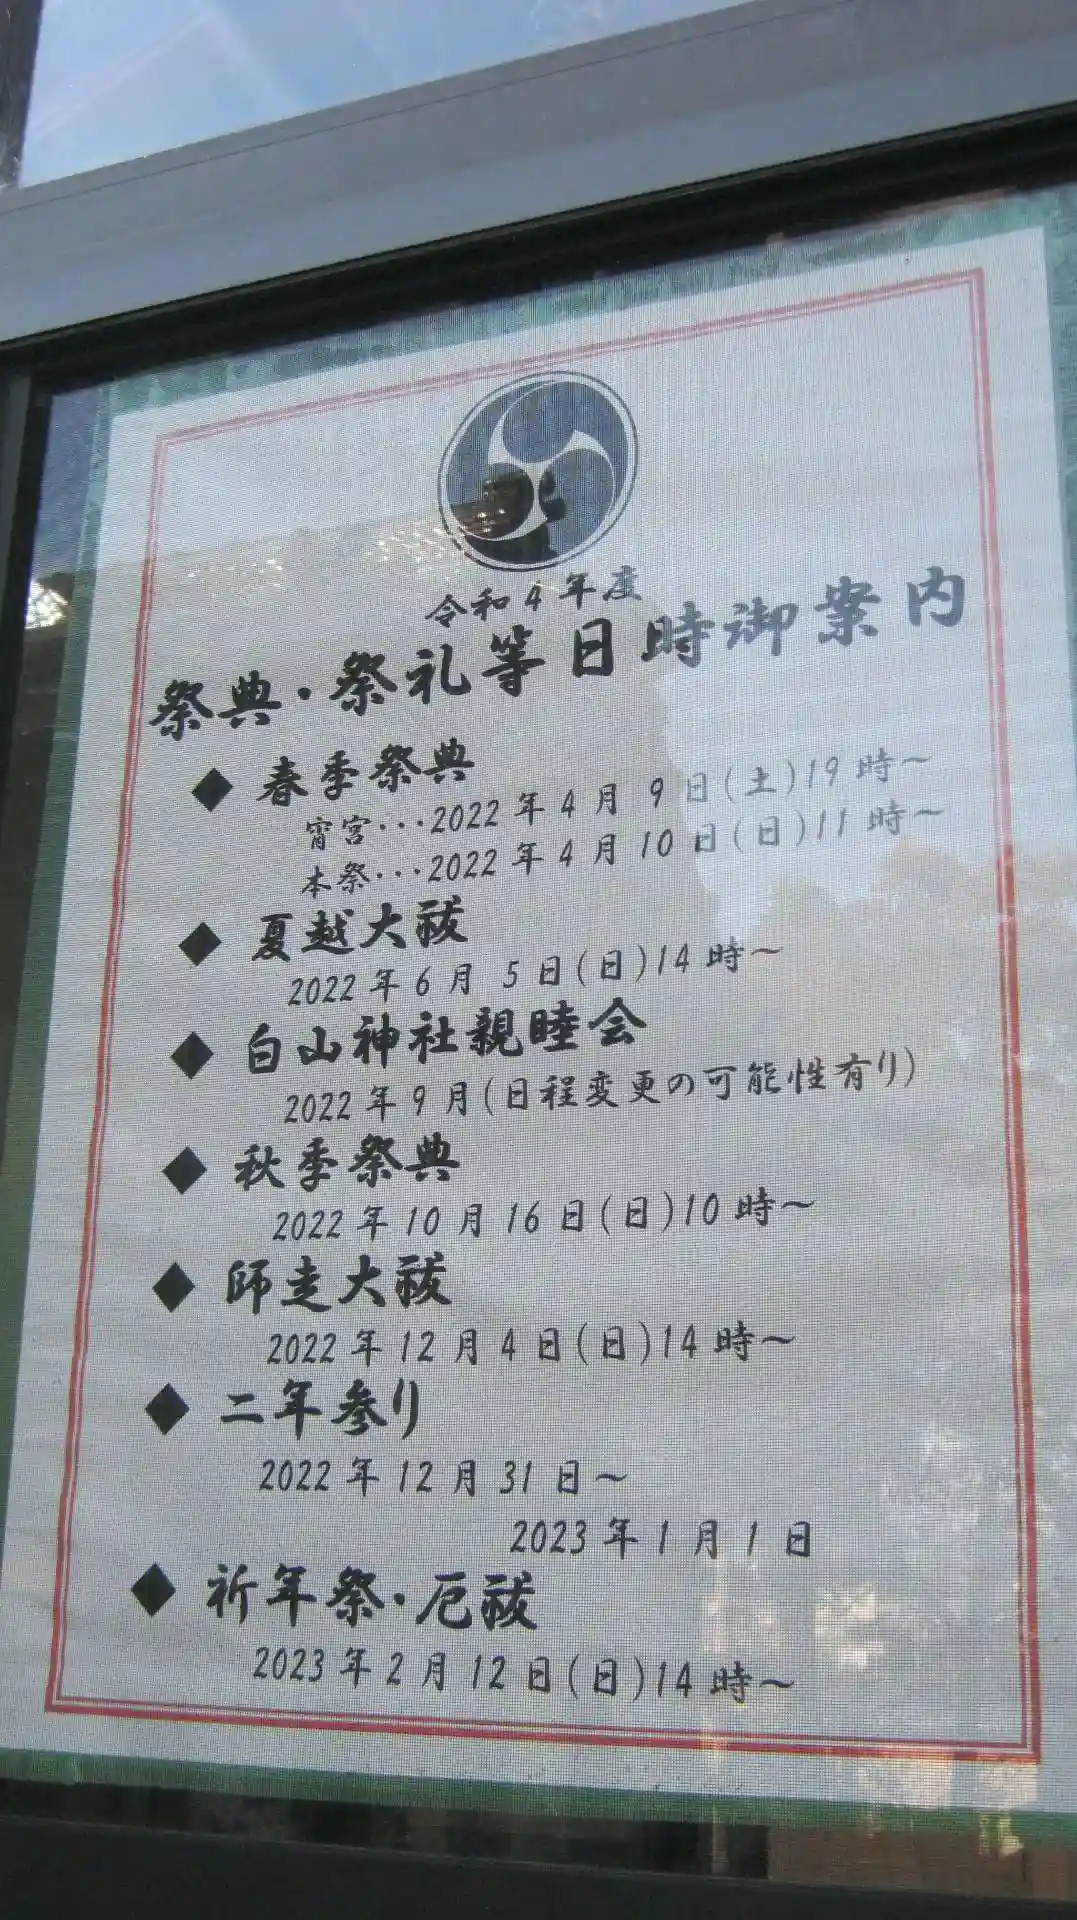 令和4年度
祭典・祭礼等日時御案内
◆ 春季祭典
宵宮･･･2022年4月 9日(土)19時～
本祭･･･2022年4月10日(日)11時～
◆ 夏越大祓
2022年6月 5日(日)14時～
◆ 白山神社親睦会
2022年9月(日程変更の可能性有り)
◆ 秋季祭典
2022年10月16日(日)10時～
◆ 師走大祓
2022年12月4日(日)14時～
◆ 二年参り
2022年12月31日～
2023年1月1日
◆ 祈年祭・厄祓
2023年2月12日(日)14時～